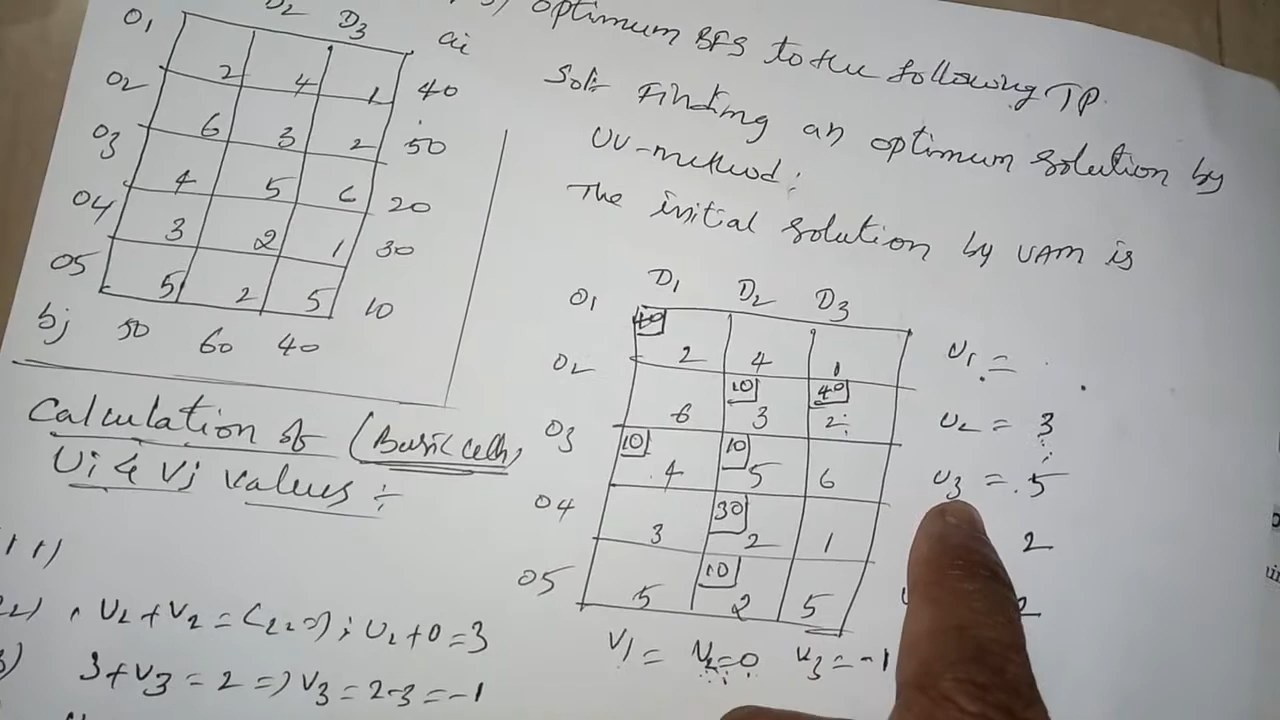 optimum BFS to the following TP.
Sol: Finding an optimum solution by
UV-method:
The initial solution by VAM is
D2 D3 ai
O1 2 4 1 40
O2 6 3 2 50
O3 4 5 6 20
O4 3 2 1 30
O5 5 2 5 10
bj 50 60 40
Calculation of (Basic cells)
Ui & Vj values :-
D1 D2 D3
O1 40 2 4 1 U1 =
O2 6 10 3 40 2 U2 = 3
O3 10 4 10 5 6 U3 = 5
O4 3 30 2 1 2
O5 5 10 2 5 2
V1 = V2=0 V3=-1
U2+V2 = C22=3; U2+0=3
3+V3=2 => V3=2-3=-1